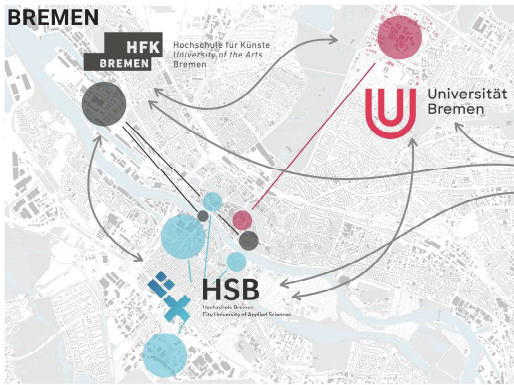 BREMEN
HFK
BREMEN
Hochschule für Künste
University of the Arts
Bremen
Universität
Bremen
HSB
Hochschule Bremen
City University of Applied Sciences